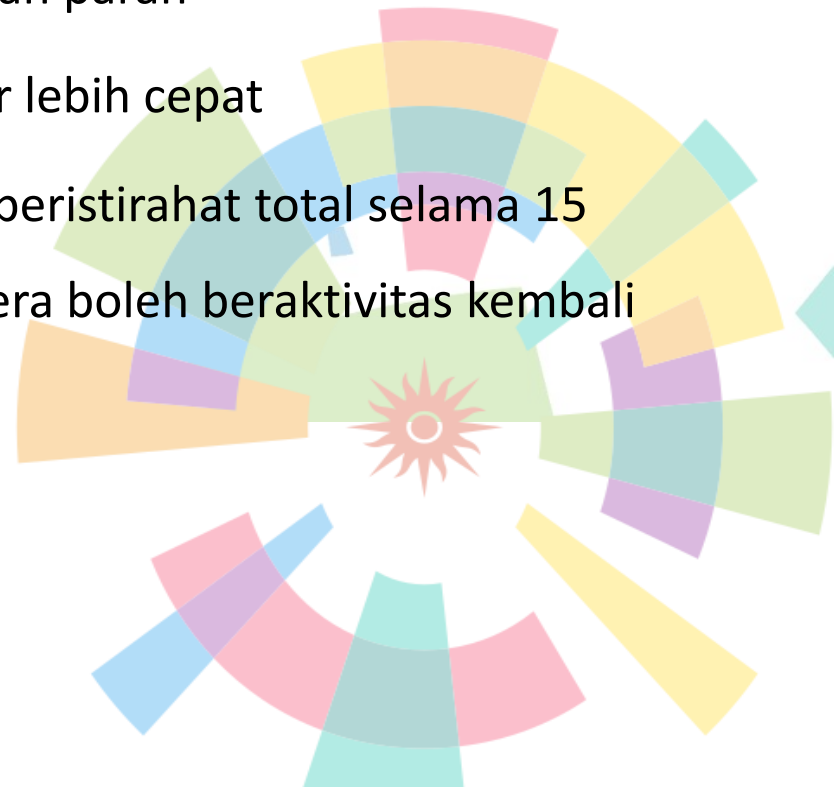 r lebih cepat
beristirahat total selama 15
era boleh beraktivitas kembali